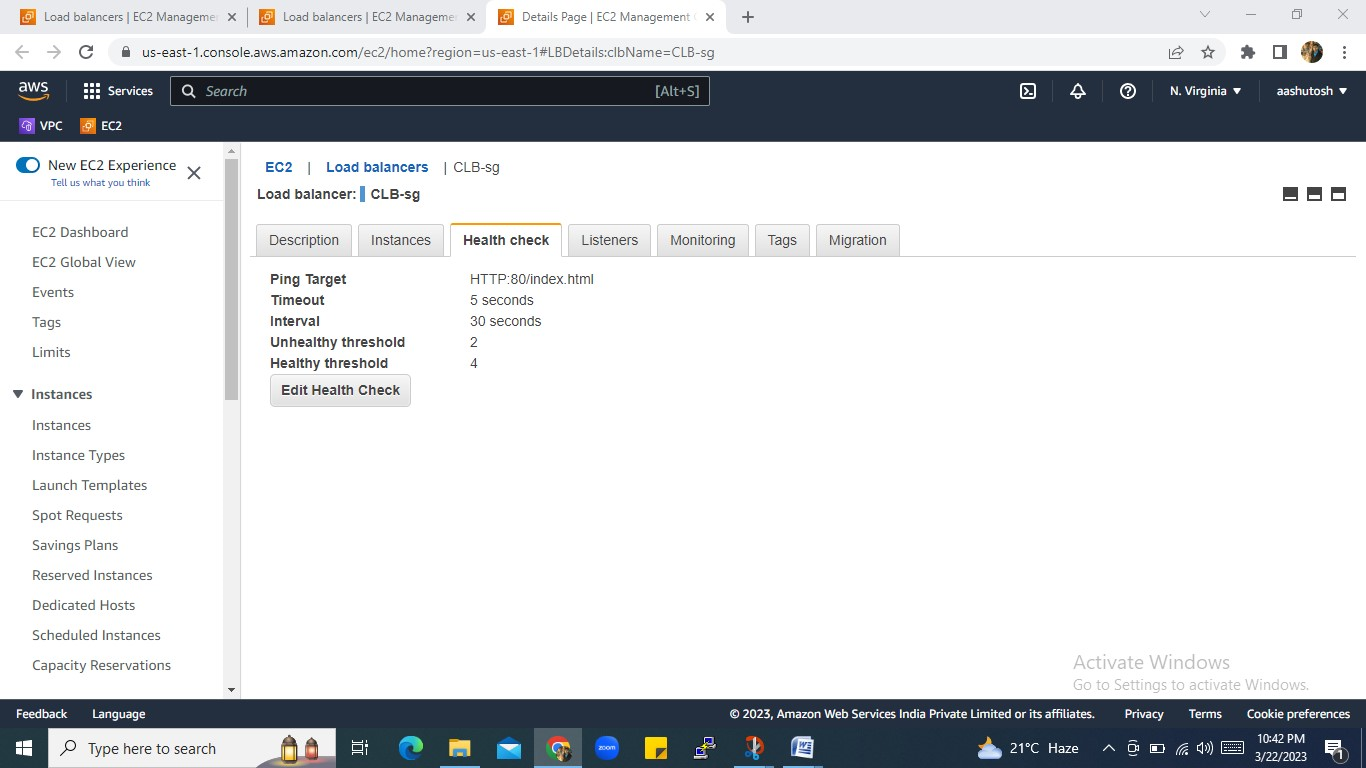 Load balancers | EC2 Manageme
Load balancers | EC2 Manageme
Details Page | EC2 Management
us-east-1.console.aws.amazon.com/ec2/home?region=us-east-1#LBDetails:clbName=CLB-sg
aws
Services
Search
[Alt+S]
N. Virginia
aashutosh
VPC
EC2
New EC2 Experience
Tell us what you think
EC2 Dashboard
EC2 Global View
Events
Tags
Limits
Instances
Instances
Instance Types
Launch Templates
Spot Requests
Savings Plans
Reserved Instances
Dedicated Hosts
Scheduled Instances
Capacity Reservations
EC2 | Load balancers | CLB-sg
Load balancer: CLB-sg
Description Instances Health check Listeners Monitoring Tags Migration
Ping Target HTTP:80/index.html
Timeout 5 seconds
Interval 30 seconds
Unhealthy threshold 2
Healthy threshold 4
Edit Health Check
Activate Windows
Go to Settings to activate Windows.
Feedback Language © 2023, Amazon Web Services India Private Limited or its affiliates. Privacy Terms Cookie preferences
Type here to search
zoom
21°C Haze
10:42 PM
3/22/2023
1